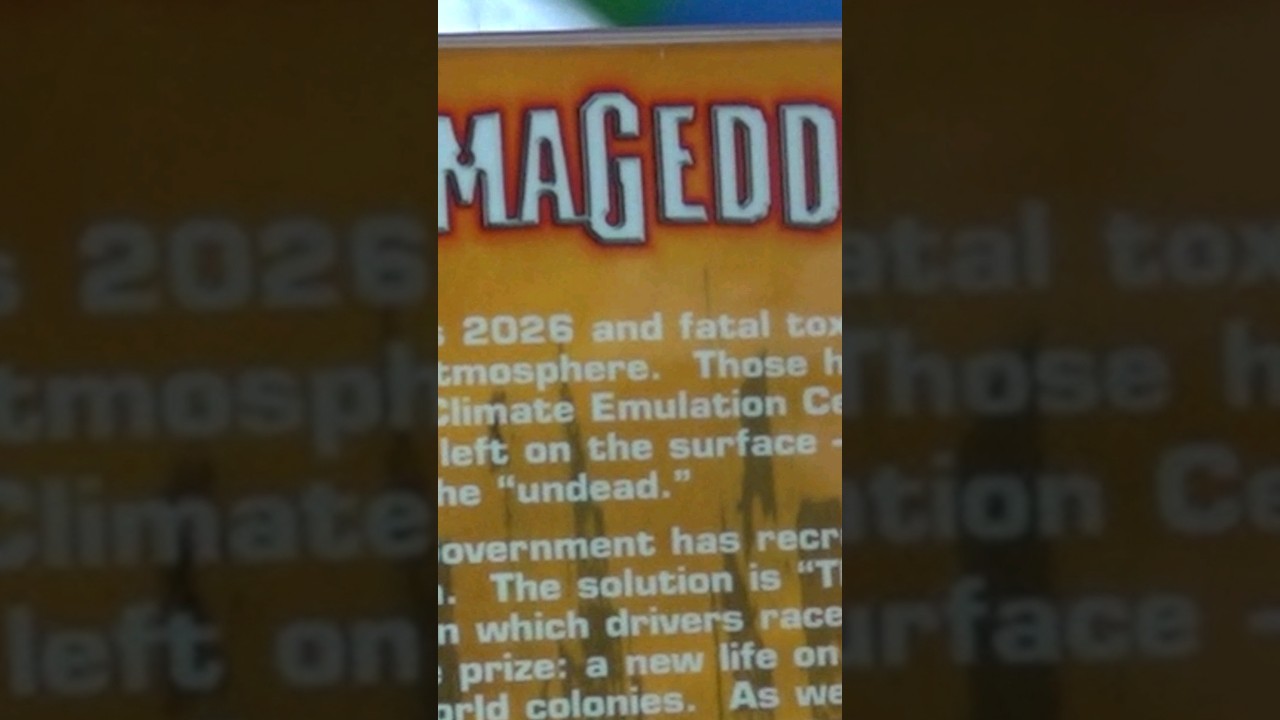 MAGEDD
s 2026 and fatal tox
tmosphere. Those h
Climate Emulation Ce
left on the surface -
he “undead.”
overnment has recr
. The solution is “T
n which drivers race
prize: a new life on
orld colonies. As we